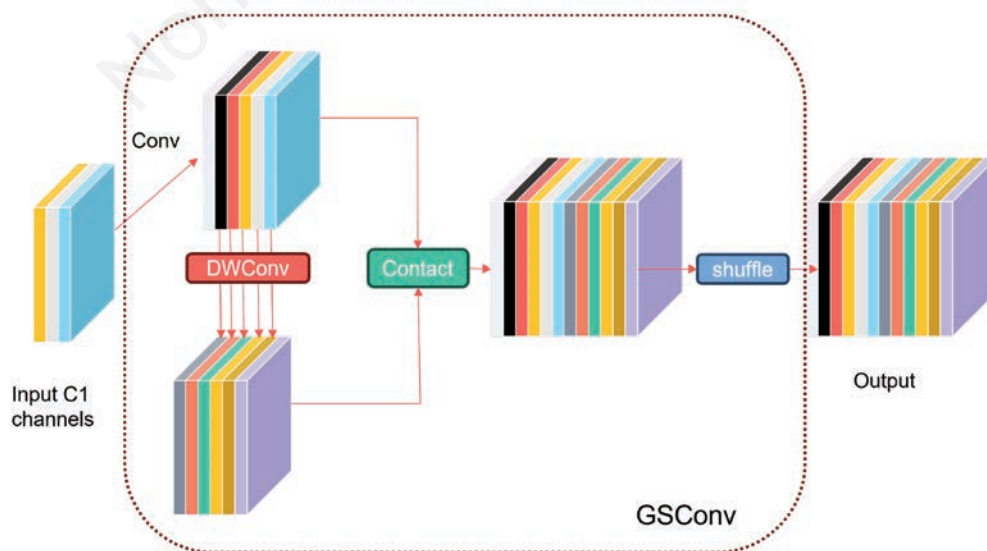 Conv
DWConv
Contact
shuffle
Input C1
channels
Output
GSConv